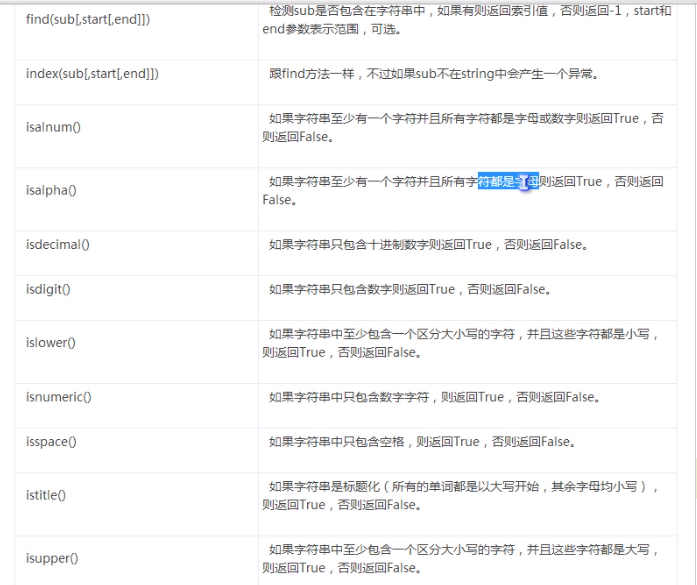 检测sub是否包含在字符串中，如果有则返回索引值，否则返回-1，start和
find(sub[,start[,end]])
end参数表示范围，可选。
index(sub[,start[,end]])
跟find方法一样，不过如果sub不在string中会产生一个异常。
如果字符串至少有一个字符并且所有字符都是字母或数字则返回True，否
isalnum()
则返回False。
如果字符串至少有一个字符并且所有字符都是字母则返回True，否则返回
isalpha()
False。
isdecimal()
如果字符串只包含十进制数字则返回True，否则返回False。
isdigit()
如果字符串只包含数字则返回True，否则返回False。
如果字符串中至少包含一个区分大小写的字符，并且这些字符都是小写，
islower()
则返回True，否则返回False。
isnumeric()
如果字符串中只包含数字字符，则返回True，否则返回False。
isspace()
如果字符串中只包含空格，则返回True，否则返回False。
如果字符串是标题化（所有的单词都是以大写开始，其余字母均小写），
istitle()
则返回True，否则返回False。
如果字符串中至少包含一个区分大小写的字符，并且这些字符都是大写，
isupper()
则返回True，否则返回False。